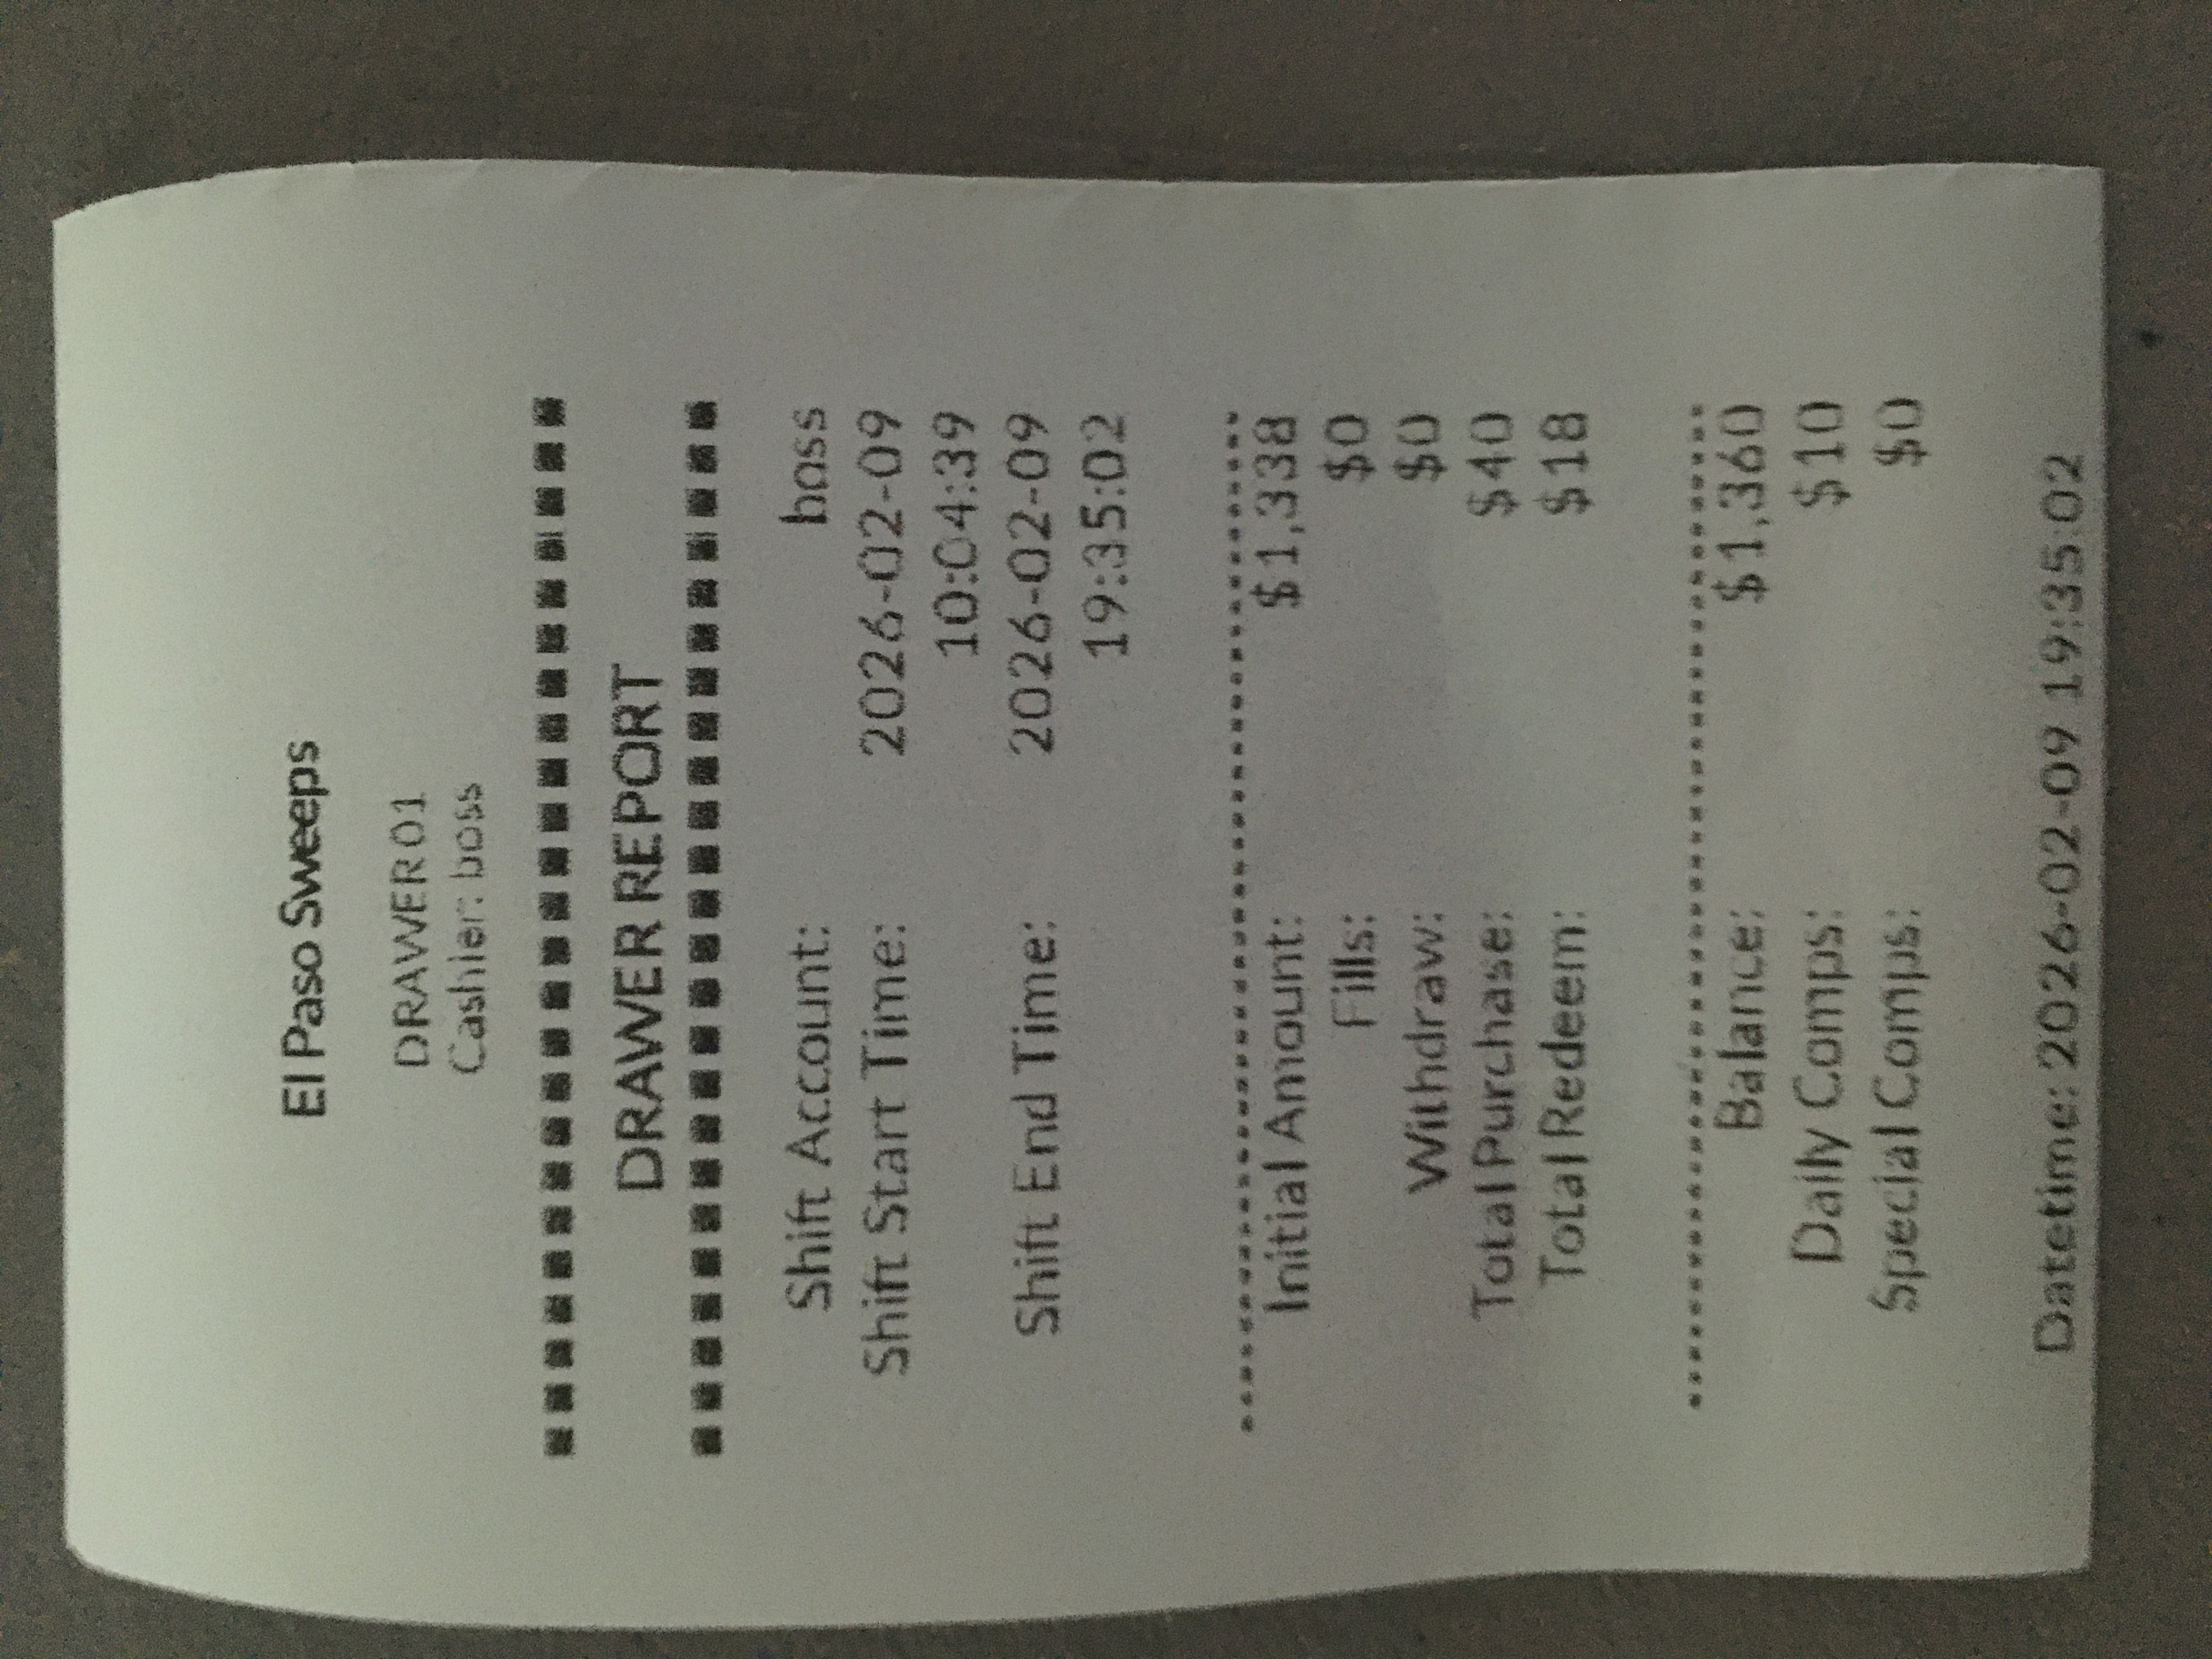 El Paso Sweeps
DRAWER01
Cashier: boss
DRAWER REPORT
Shift Account: boss
Shift Start Time: 2026-02-09
10:04:39
Shift End Time: 2026-02-09
19:35:02
Initial Amount: $1,338
Fills: $0
Withdraw: $0
Total Purchase: $40
Total Redeem: $18
Balance: $1,360
Daily Comps: $10
Special Comps: $0
Datetime: 2026-02-09 19:35:02